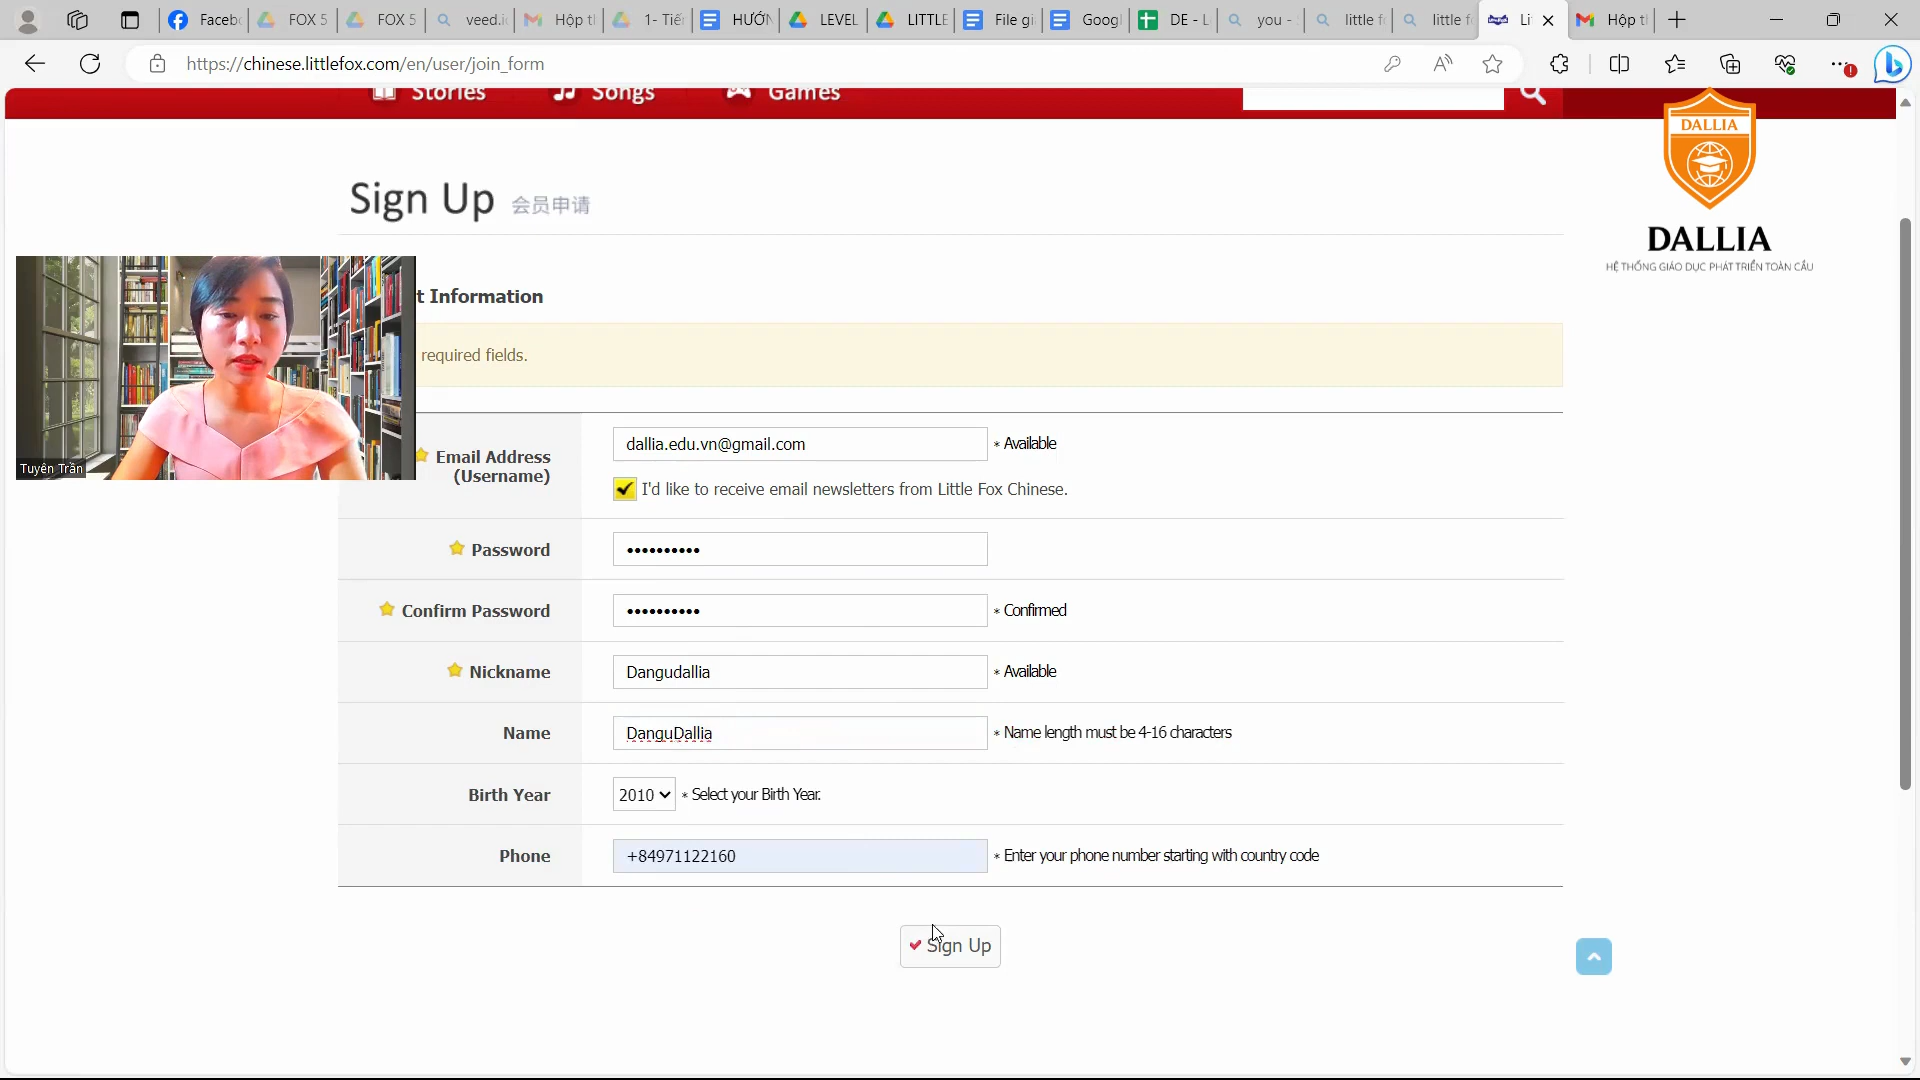 Faceb
FOX 5
FOX 5
veed.i
Hộp t
1- Tiế
HƯỚN
LEVEL
LITTLE
File gi
Googl
DE - L
you -
little f
little f
Li
Hộp t
https://chinese.littlefox.com/en/user/join_form
Stories
Songs
Games
DALLIA
DALLIA
HỆ THỐNG GIÁO DỤC PHÁT TRIỂN TOÀN CẦU
Sign Up 会员申请
t Information
required fields.
Tuyên Trần
Email Address
(Username)
dallia.edu.vn@gmail.com
* Available
I'd like to receive email newsletters from Little Fox Chinese.
Password
••••••••••
Confirm Password
••••••••••
* Confirmed
Nickname
Dangudallia
* Available
Name
DanguDallia
* Name length must be 4-16 characters
Birth Year
2010
* Select your Birth Year.
Phone
+84971122160
* Enter your phone number starting with country code
Sign Up